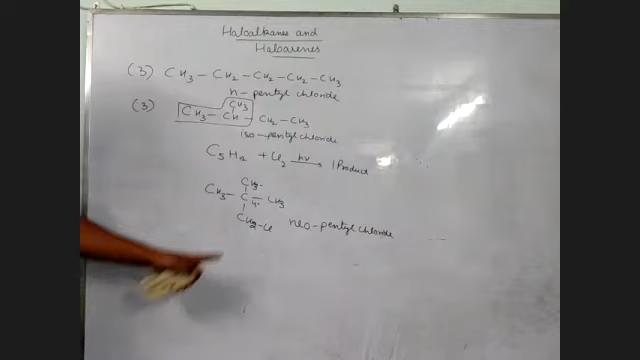 Haloalkanes and
Haloarenes
(3) CH3 - CH2 - CH2 - CH2 - CH3
n-pentyl chloride
CH3
(3) CH3 - CH - CH2 - CH3
iso-pentyl chloride
C5H12 + Cl2 hv → 1 Product
CH3
CH3 - C - CH3
4°
CH2-Cl neo-pentyl chloride